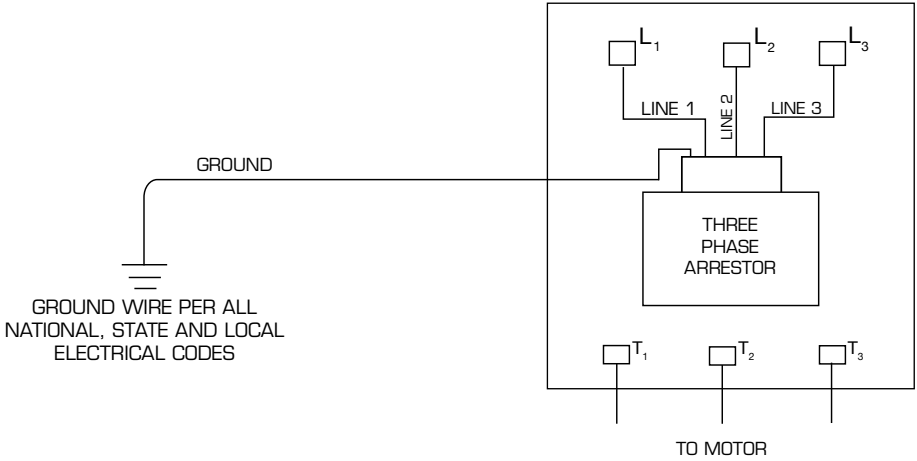 L₁
L₂
L₃
LINE 1
LINE 2
LINE 3
GROUND
THREE
PHASE
ARRESTOR
GROUND WIRE PER ALL
NATIONAL, STATE AND LOCAL
ELECTRICAL CODES
T₁
T₂
T₃
TO MOTOR